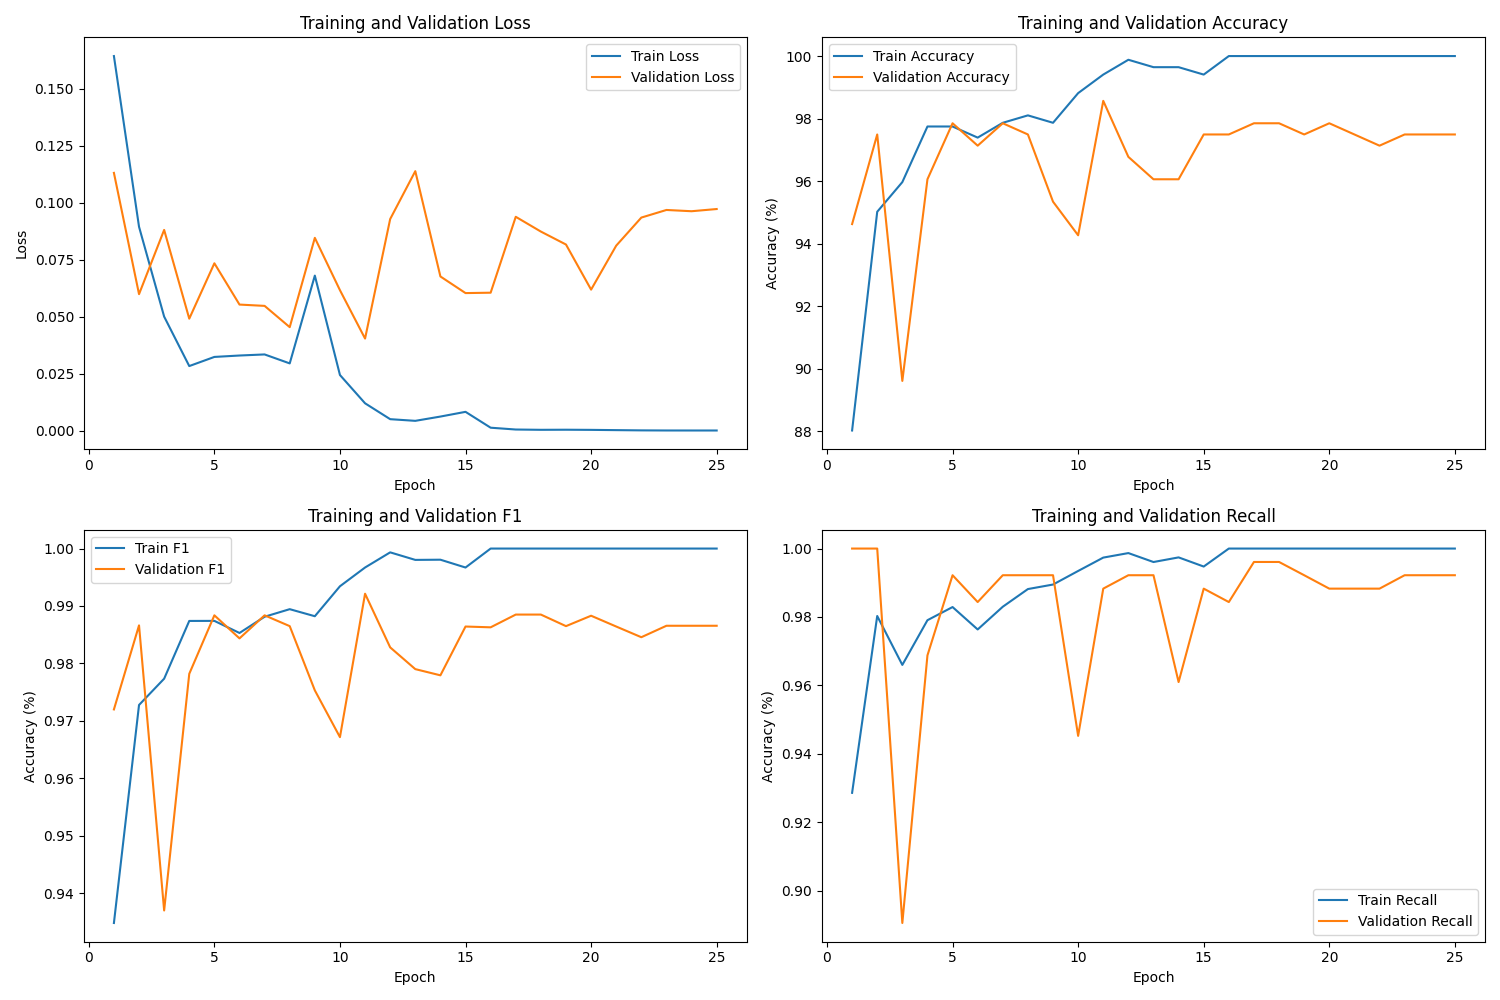 Training and Validation Loss
Train Loss
Validation Loss
0.150
0.125
0.100
0.075
0.050
0.025
0.000
Loss
0 5 10 15 20 25
Epoch
Training and Validation Accuracy
Train Accuracy
Validation Accuracy
100
98
96
94
92
90
88
Accuracy (%)
0 5 10 15 20 25
Epoch
Training and Validation F1
Train F1
Validation F1
1.00
0.99
0.98
0.97
0.96
0.95
0.94
Accuracy (%)
0 5 10 15 20 25
Epoch
Training and Validation Recall
1.00
0.98
0.96
0.94
0.92
0.90
Accuracy (%)
Train Recall
Validation Recall
0 5 10 15 20 25
Epoch